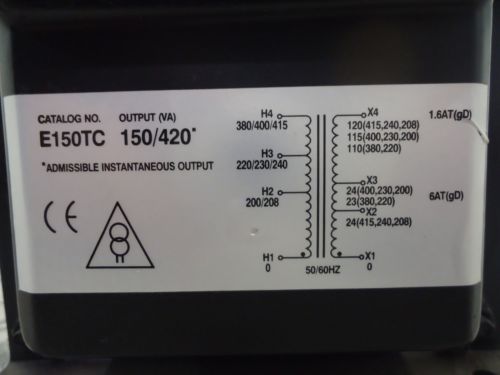 CATALOG NO. OUTPUT (VA)
E150TC 150/420*
*ADMISSIBLE INSTANTANEOUS OUTPUT
CE
H4
380/400/415
H3
220/230/240
H2
200/208
H1
0
50/60HZ
X4
120(415,240,208)
115(400,230,200)
110(380,220)
X3
24(400,230,200)
23(380,220)
X2
24(415,240,208)
X1
0
1.6AT(gD)
6AT(gD)